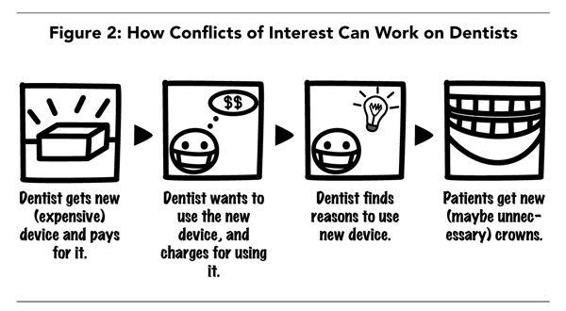 Figure 2: How Conflicts of Interest Can Work on Dentists
$$
Dentist gets new
(expensive)
device and pays
for it.
Dentist wants to
use the new
device, and
charges for using
it.
Dentist finds
reasons to use
new device.
Patients get new
(maybe unnec-
essary) crowns.